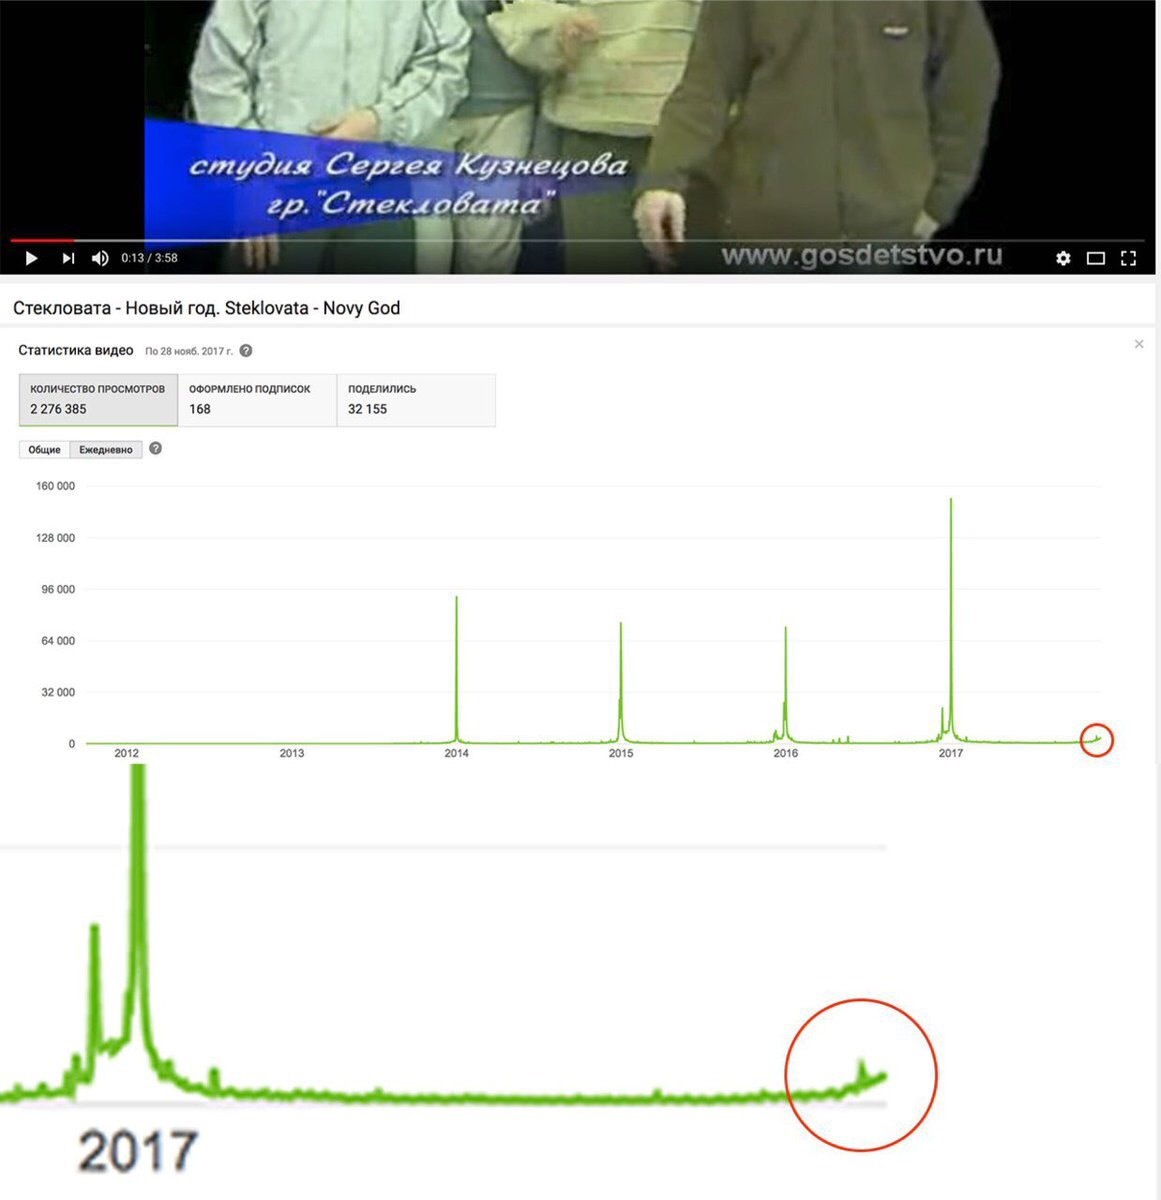 студия Сергея Кузнецова
гр."Стекловата"
0:13 / 3:58
www.gosdetstvo.ru
Стекловата - Новый год. Steklovata - Novy God
Статистика видео По 28 нояб. 2017 г. ?
КОЛИЧЕСТВО ПРОСМОТРОВ ОФОРМЛЕНО ПОДПИСОК ПОДЕЛИЛИСЬ
2 276 385 168 32 155
Общие Ежедневно ?
160 000
128 000
96 000
64 000
32 000
0
2012 2013 2014 2015 2016 2017
2017